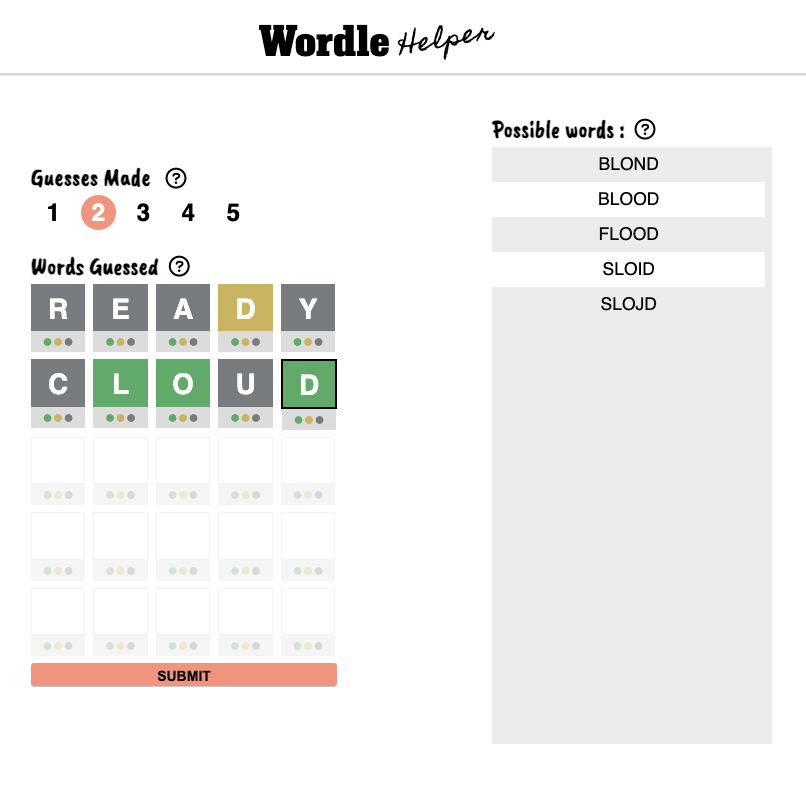 Wordle Helper
Guesses Made ?
1 2 3 4 5
Words Guessed ?
R E A D Y
C L O U D
SUBMIT
Possible words : ?
BLOND
BLOOD
FLOOD
SLOID
SLOJD